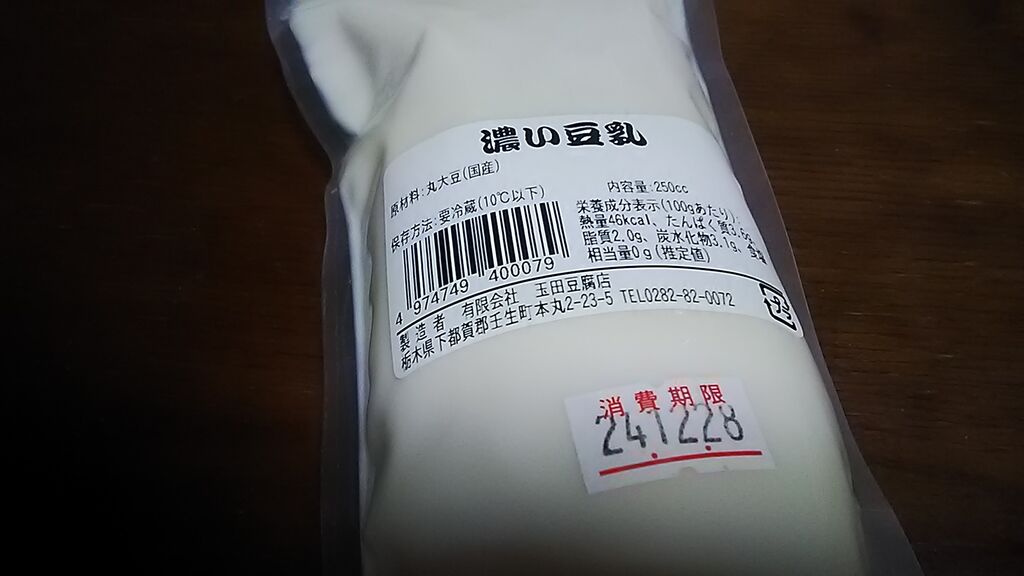 濃い豆乳
原材料:丸大豆(国産)
内容量:250cc
保存方法:要冷蔵(10℃以下)
栄養成分表示(100gあたり):
熱量46kcal、たんぱく質3.6g、
脂質2.0g、炭水化物3.1g、食塩
相当量0g(推定値)
4 974749 400079
製造者 有限会社 玉田豆腐店
栃木県下都賀郡壬生町本丸2-23-5 TEL0282-82-0072
プラ
消費期限
24.12.28